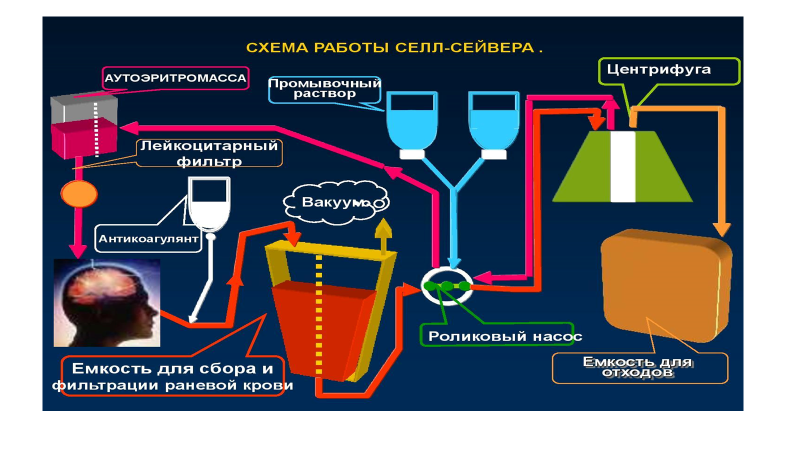 СХЕМА РАБОТЫ СЕЛЛ-СЕЙВЕРА .
Центрифуга
АУТОЭРИТРОМАССА
Промывочный
раствор
Лейкоцитарный
фильтр
Вакуум
Антикоагулянт
Роликовый насос
Емкость для
отходов
Емкость для сбора и
фильтрации раневой крови